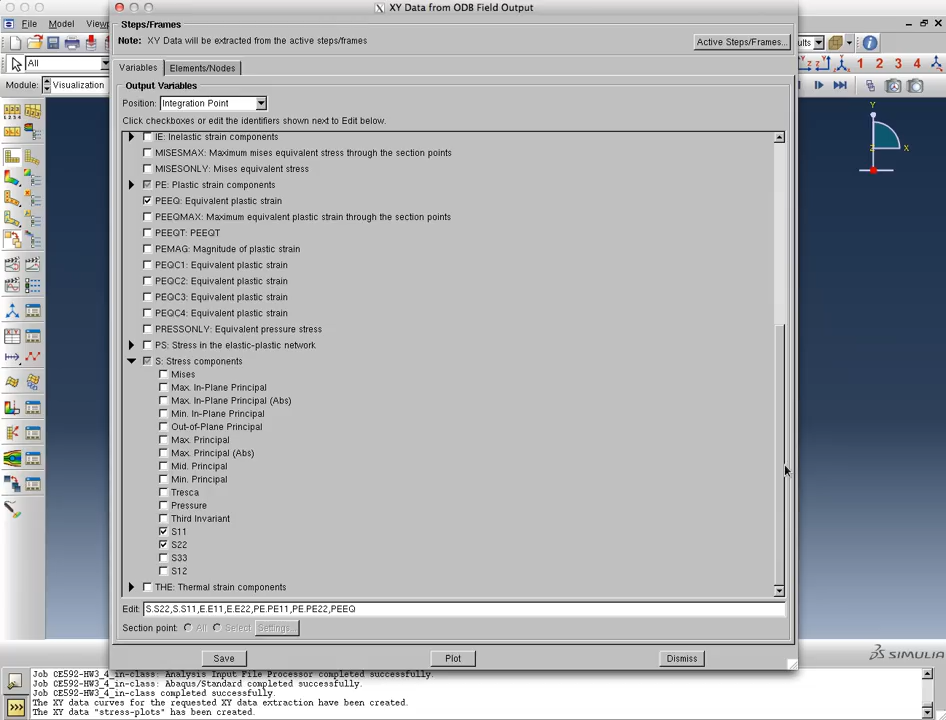 XY Data from ODB Field Output
Steps/Frames
Note: XY Data will be extracted from the active steps/frames
Active Steps/Frames...
File Model
All
1 2 3 4
Module: Visualization
Variables Elements/Nodes
Output Variables
Position: Integration Point
Click checkboxes or edit the identifiers shown next to Edit below.
IE: Inelastic strain components
MISESMAX: Maximum mises equivalent stress through the section points
MISESONLY: Mises equivalent stress
PE: Plastic strain components
PEEQ: Equivalent plastic strain
PEEQMAX: Maximum equivalent plastic strain through the section points
PEEQT: PEEQT
PEMAG: Magnitude of plastic strain
PEQC1: Equivalent plastic strain
PEQC2: Equivalent plastic strain
PEQC3: Equivalent plastic strain
PEQC4: Equivalent plastic strain
PRESSONLY: Equivalent pressure stress
PS: Stress in the elastic-plastic network
S: Stress components
Mises
Max. In-Plane Principal
Max. In-Plane Principal (Abs)
Min. In-Plane Principal
Out-of-Plane Principal
Max. Principal
Max. Principal (Abs)
Mid. Principal
Min. Principal
Tresca
Pressure
Third Invariant
S11
S22
S33
S12
THE: Thermal strain components
Edit: S.S22,S.S11,E.E11,E.E22,PE.PE11,PE.PE22,PEEQ
Section point: All Select Settings...
Save Plot Dismiss
Y
X
Z
SIMULIA
Job CE592-HW3_4_in-class: Analysis Input File Processor completed successfully.
Job CE592-HW3_4_in-class: Abaqus/Standard completed successfully.
Job CE592-HW3_4_in-class completed successfully.
The XY data curves for the requested XY data extraction have been created.
The XY data "stress-plots" has been created.